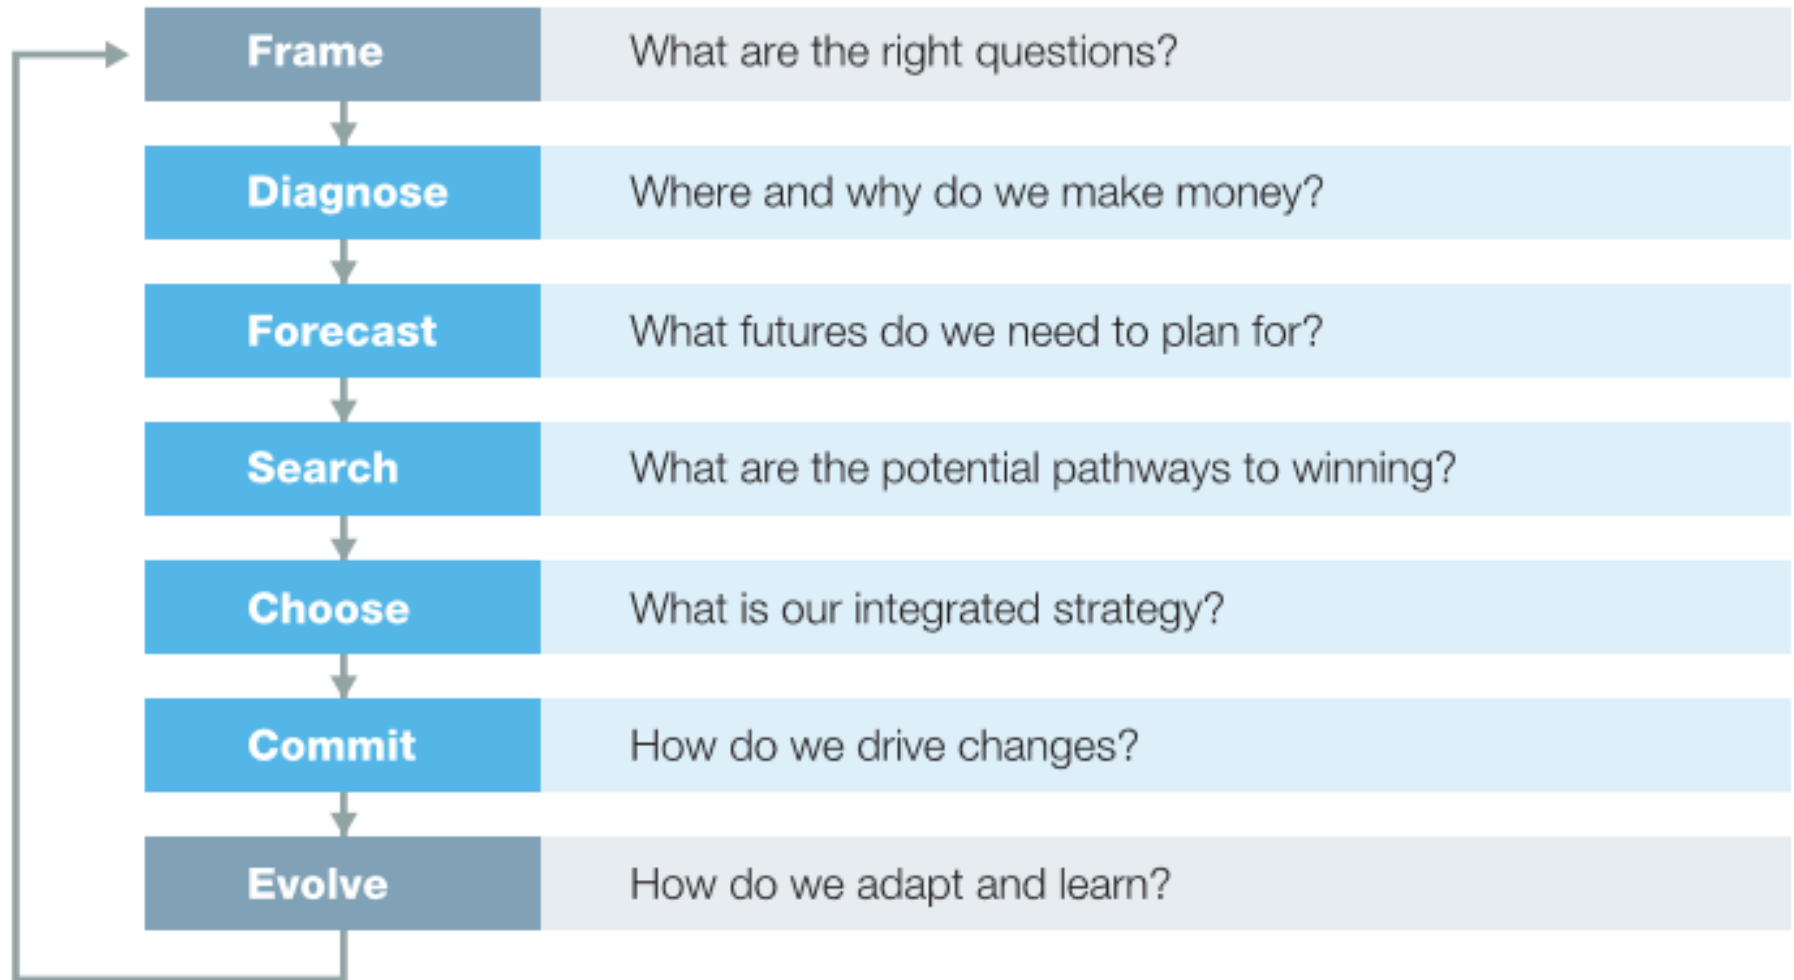 Frame What are the right questions?
Diagnose Where and why do we make money?
Forecast What futures do we need to plan for?
Search What are the potential pathways to winning?
Choose What is our integrated strategy?
Commit How do we drive changes?
Evolve How do we adapt and learn?